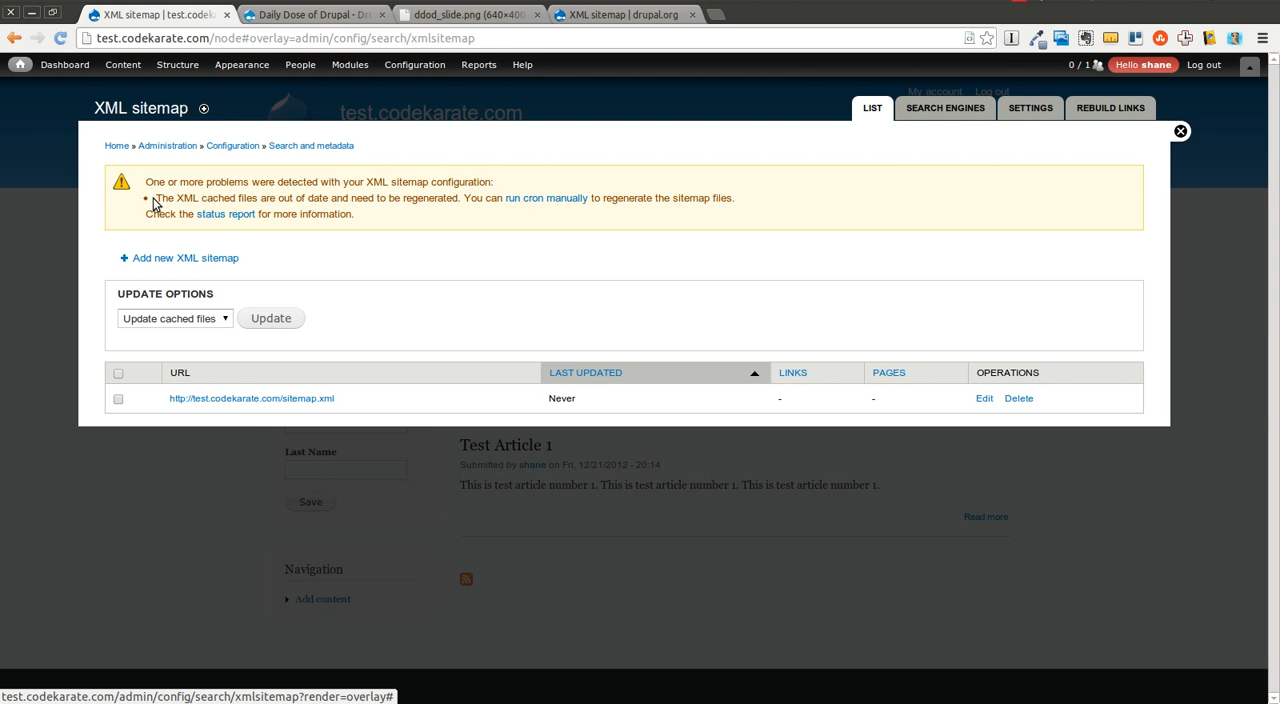 XML sitemap | test.codek
Daily Dose of Drupal - Dr
ddod_slide.png (640×400
XML sitemap | drupal.org
test.codekarate.com/node#overlay=admin/config/search/xmlsitemap
Dashboard Content Structure Appearance People Modules Configuration Reports Help 0 / 1 Hello shane Log out
My account Log out
XML sitemap
test.codekarate.com
LIST SEARCH ENGINES SETTINGS REBUILD LINKS
Home » Administration » Configuration » Search and metadata
One or more problems were detected with your XML sitemap configuration:
• The XML cached files are out of date and need to be regenerated. You can run cron manually to regenerate the sitemap files.
Check the status report for more information.
+ Add new XML sitemap
UPDATE OPTIONS
Update cached files Update
URL LAST UPDATED LINKS PAGES OPERATIONS
http://test.codekarate.com/sitemap.xml Never - - Edit Delete
Test Article 1
Last Name
Submitted by shane on Fri, 12/21/2012 - 20:14
This is test article number 1. This is test article number 1. This is test article number 1.
Save
Read more
Navigation
Add content
test.codekarate.com/admin/config/search/xmlsitemap?render=overlay#